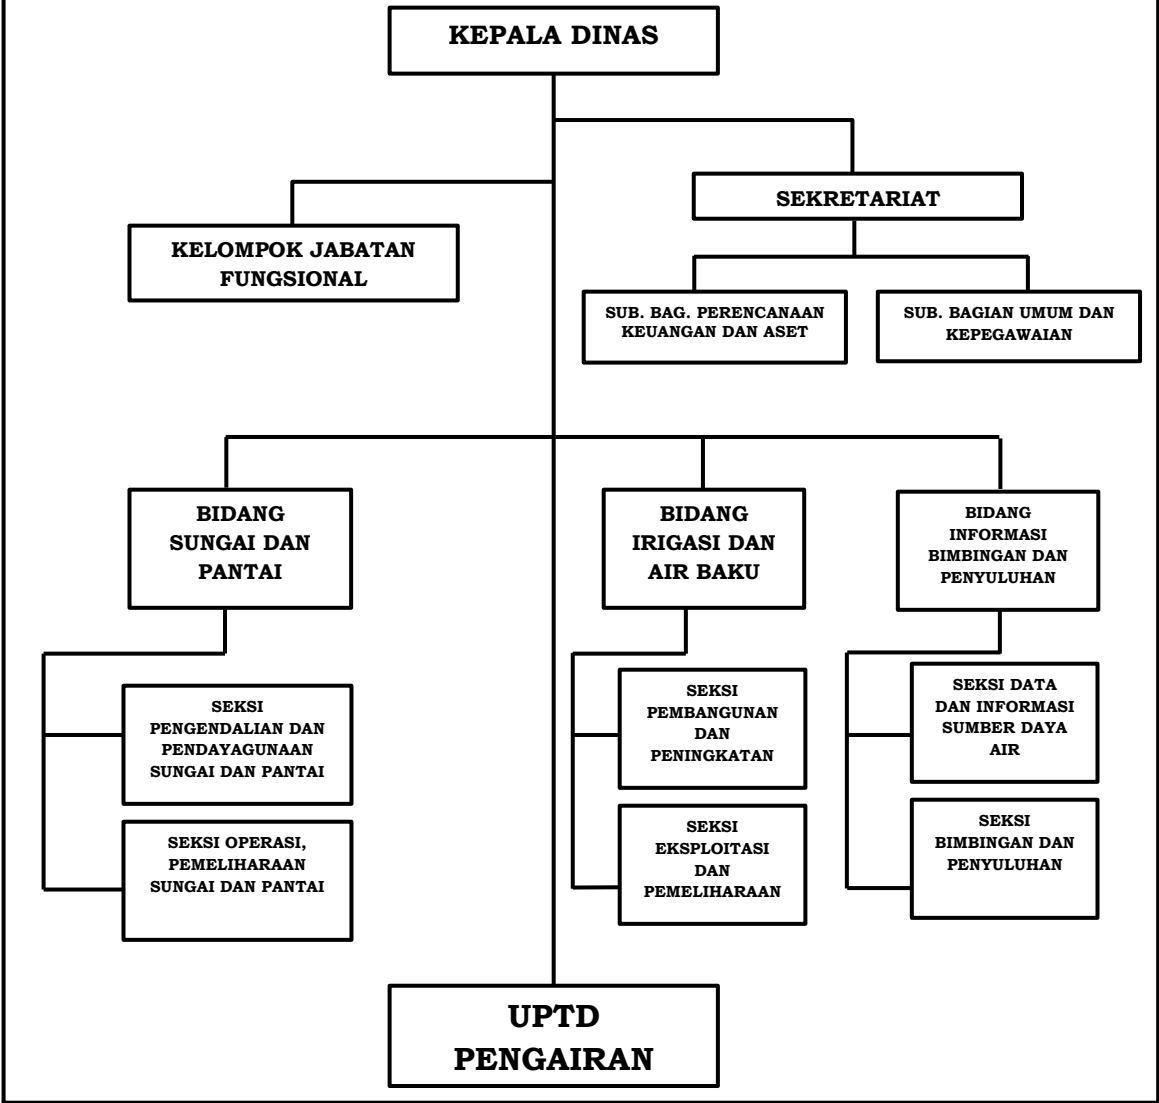 KEPALA DINAS
SEKRETARIAT
KELOMPOK JABATAN
FUNGSIONAL
SUB. BAG. PERENCANAAN
KEUANGAN DAN ASET
SUB. BAGIAN UMUM DAN
KEPEGAWAIAN
BIDANG
SUNGAI DAN
PANTAI
BIDANG
IRIGASI DAN
AIR BAKU
BIDANG
INFORMASI
BIMBINGAN DAN
PENYULUHAN
SEKSI
PENGENDALIAN DAN
PENDAYAGUNAAN
SUNGAI DAN PANTAI
SEKSI OPERASI,
PEMELIHARAAN
SUNGAI DAN PANTAI
SEKSI
PEMBANGUNAN
DAN
PENINGKATAN
SEKSI
EKSPLOITASI
DAN
PEMELIHARAAN
SEKSI DATA
DAN INFORMASI
SUMBER DAYA
AIR
SEKSI
BIMBINGAN DAN
PENYULUHAN
UPTD
PENGAIRAN